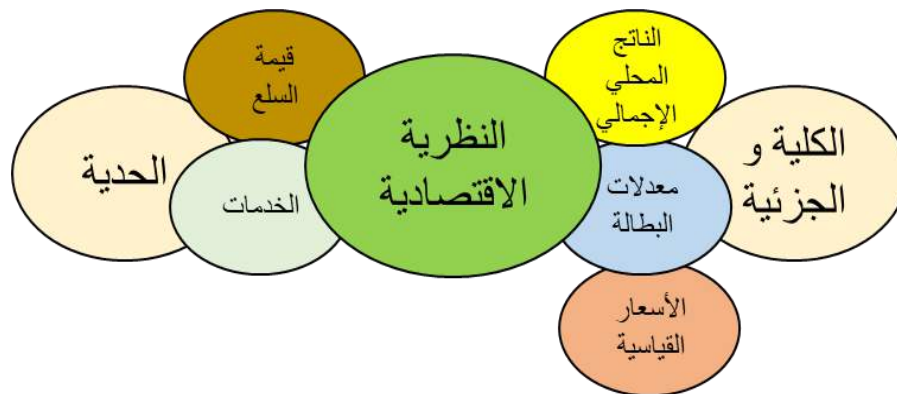 الناتج
المحلي
الإجمالي
الكلية و
الجزئية
معدلات
البطالة
الأسعار
القياسية
النظرية
الاقتصادية
قيمة
السلع
الخدمات
الحدية